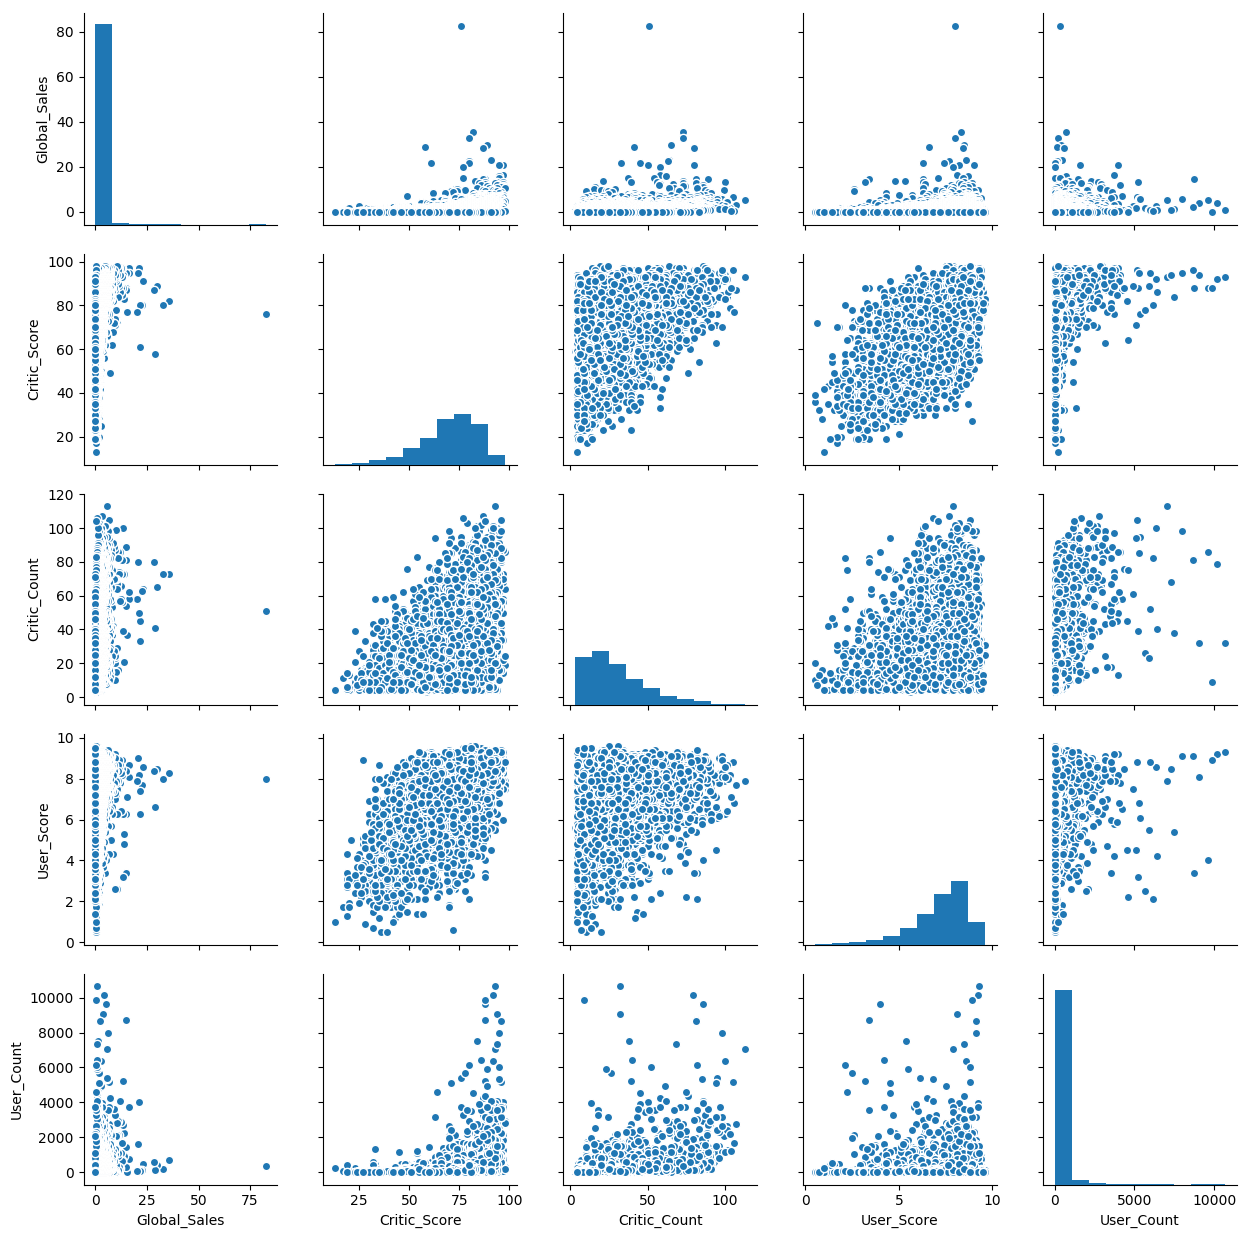 80
60
40
20
0
Global_Sales
100
80
60
40
20
Critic_Score
120
100
80
60
40
20
0
Critic_Count
10
8
6
4
2
0
User_Score
10000
8000
6000
4000
2000
0
User_Count
0 25 50 75
25 50 75 100
0 50 100
0 5 10
0 5000 10000
Global_Sales Critic_Score Critic_Count User_Score User_Count